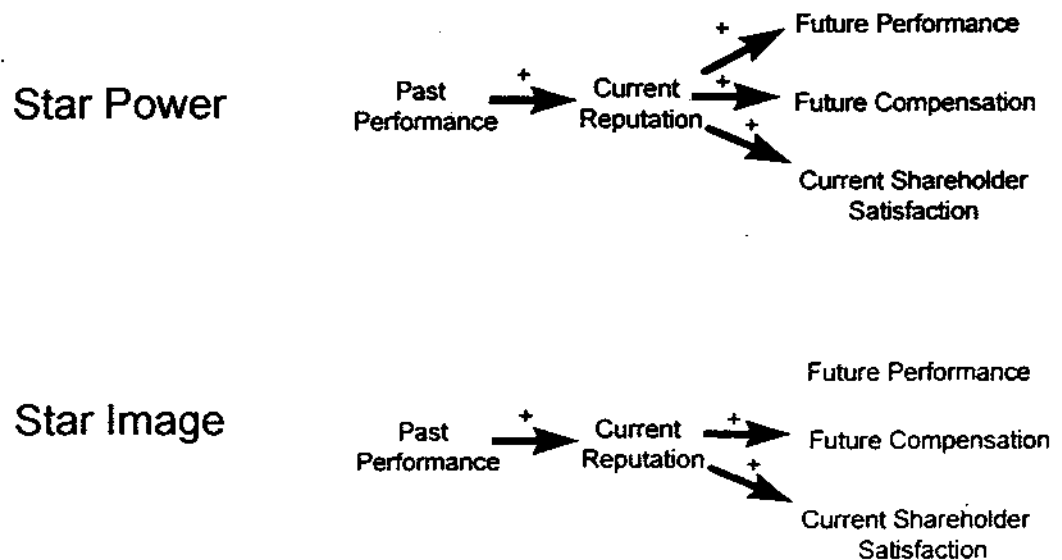 Star Power
Past
Performance
+
Current
Reputation
+
Future Performance
+
Future Compensation
+
Current Shareholder
Satisfaction
Star Image
Past
Performance
+
Current
Reputation
Future Performance
+
Future Compensation
+
Current Shareholder
Satisfaction